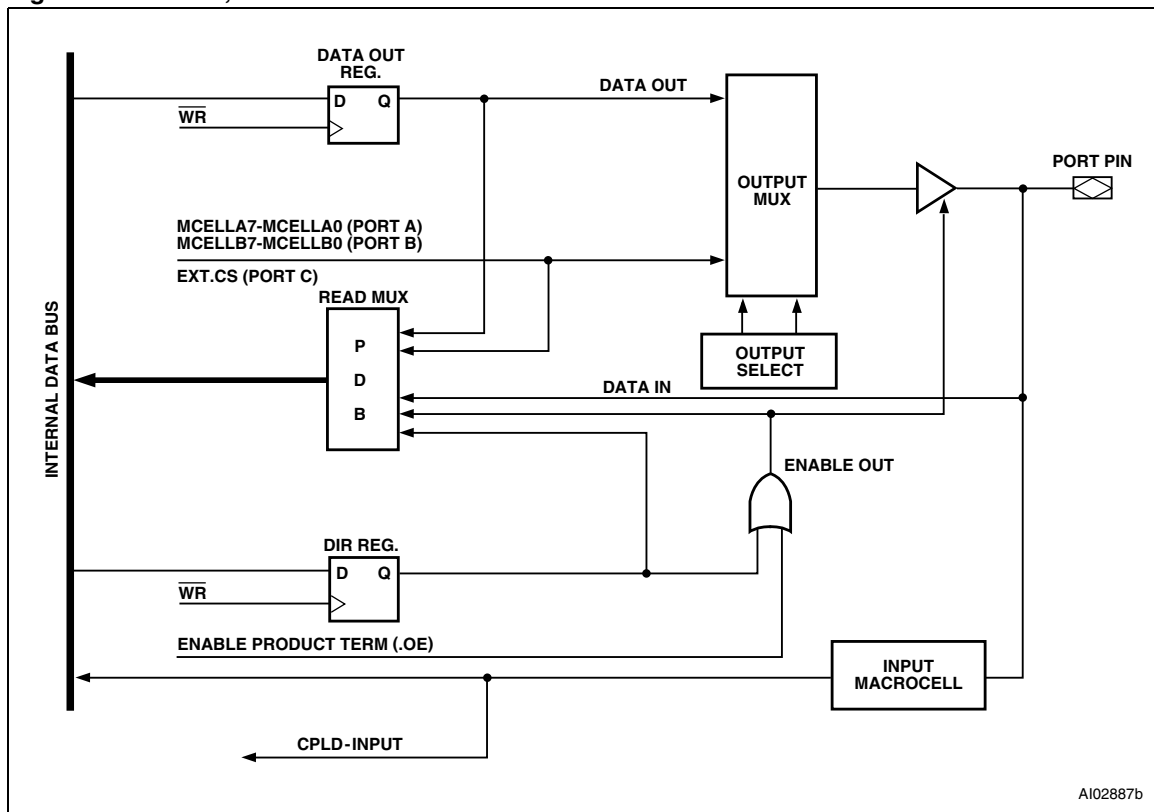 DATA OUT
REG.
D Q
WR
DATA OUT
OUTPUT
MUX
PORT PIN
MCELLA7-MCELLA0 (PORT A)
MCELLB7-MCELLB0 (PORT B)
EXT.CS (PORT C)
READ MUX
P
D
B
OUTPUT
SELECT
DATA IN
INTERNAL DATA BUS
ENABLE OUT
DIR REG.
D Q
WR
ENABLE PRODUCT TERM (.OE)
INPUT
MACROCELL
CPLD-INPUT
AI02887b